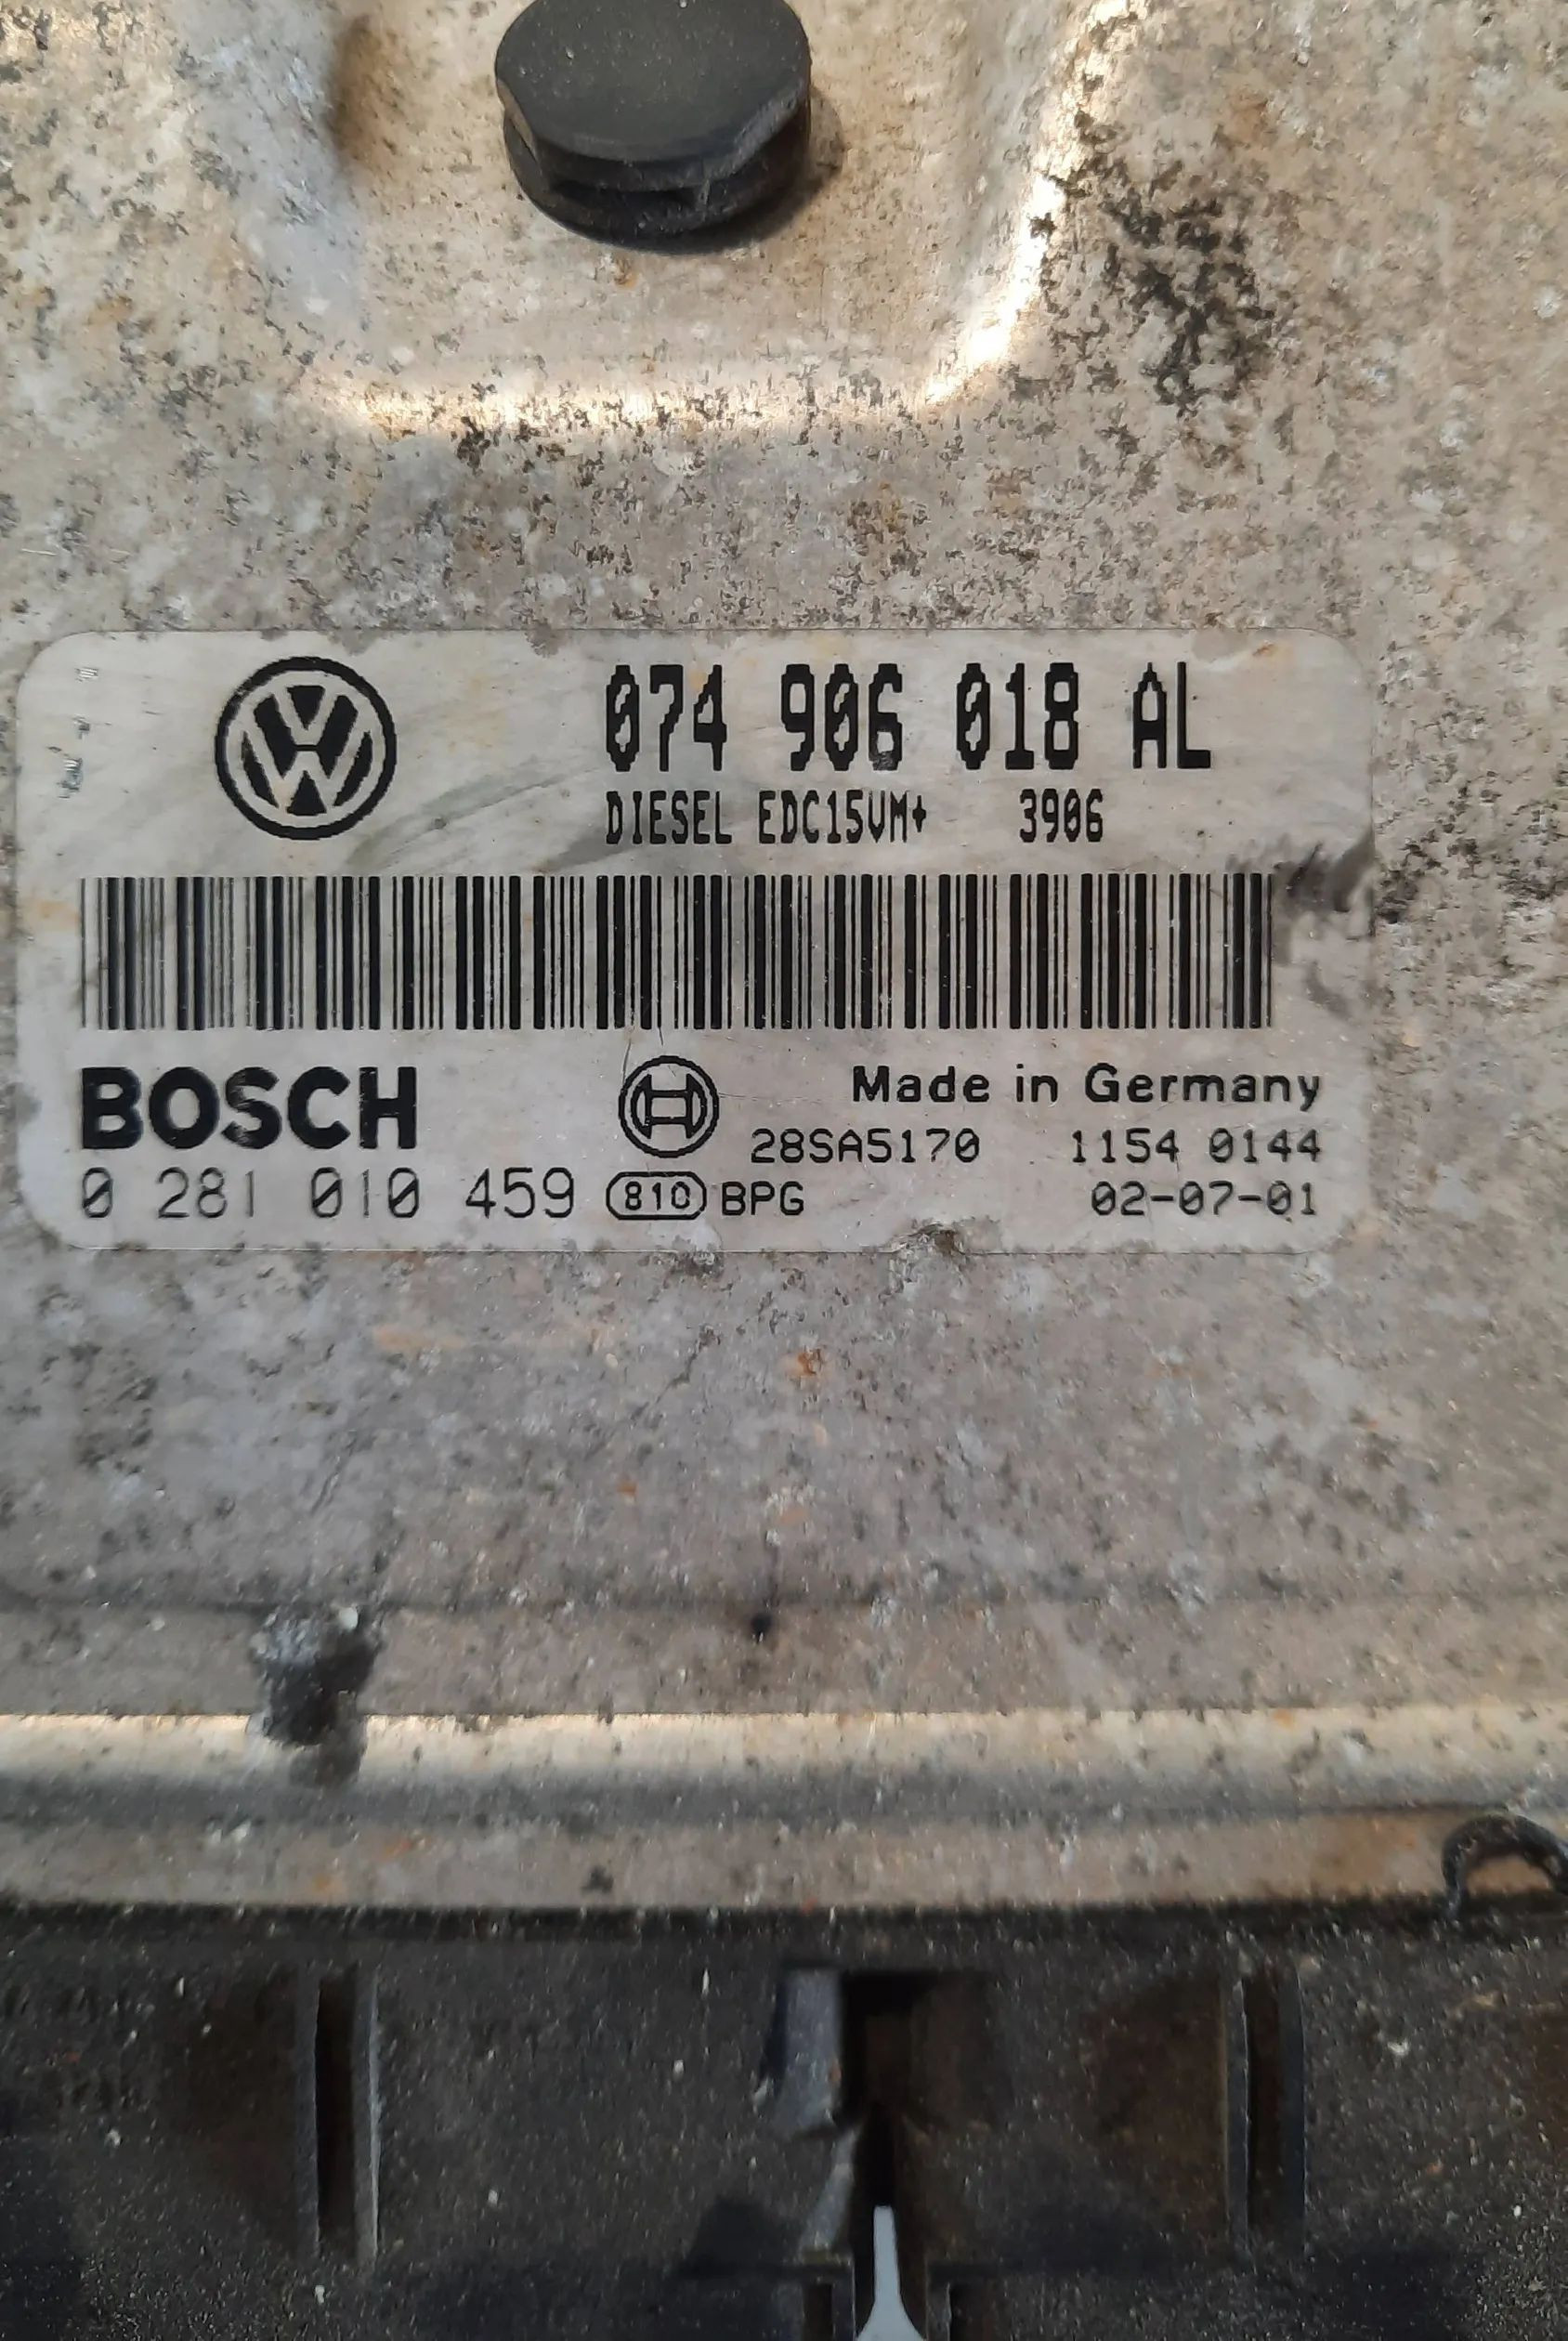 074 906 018 AL
DIESEL EDC15VM+ 3906
BOSCH
Made in Germany
28SA5170 1154 0144
0 281 010 459 810 BPG 02-07-01